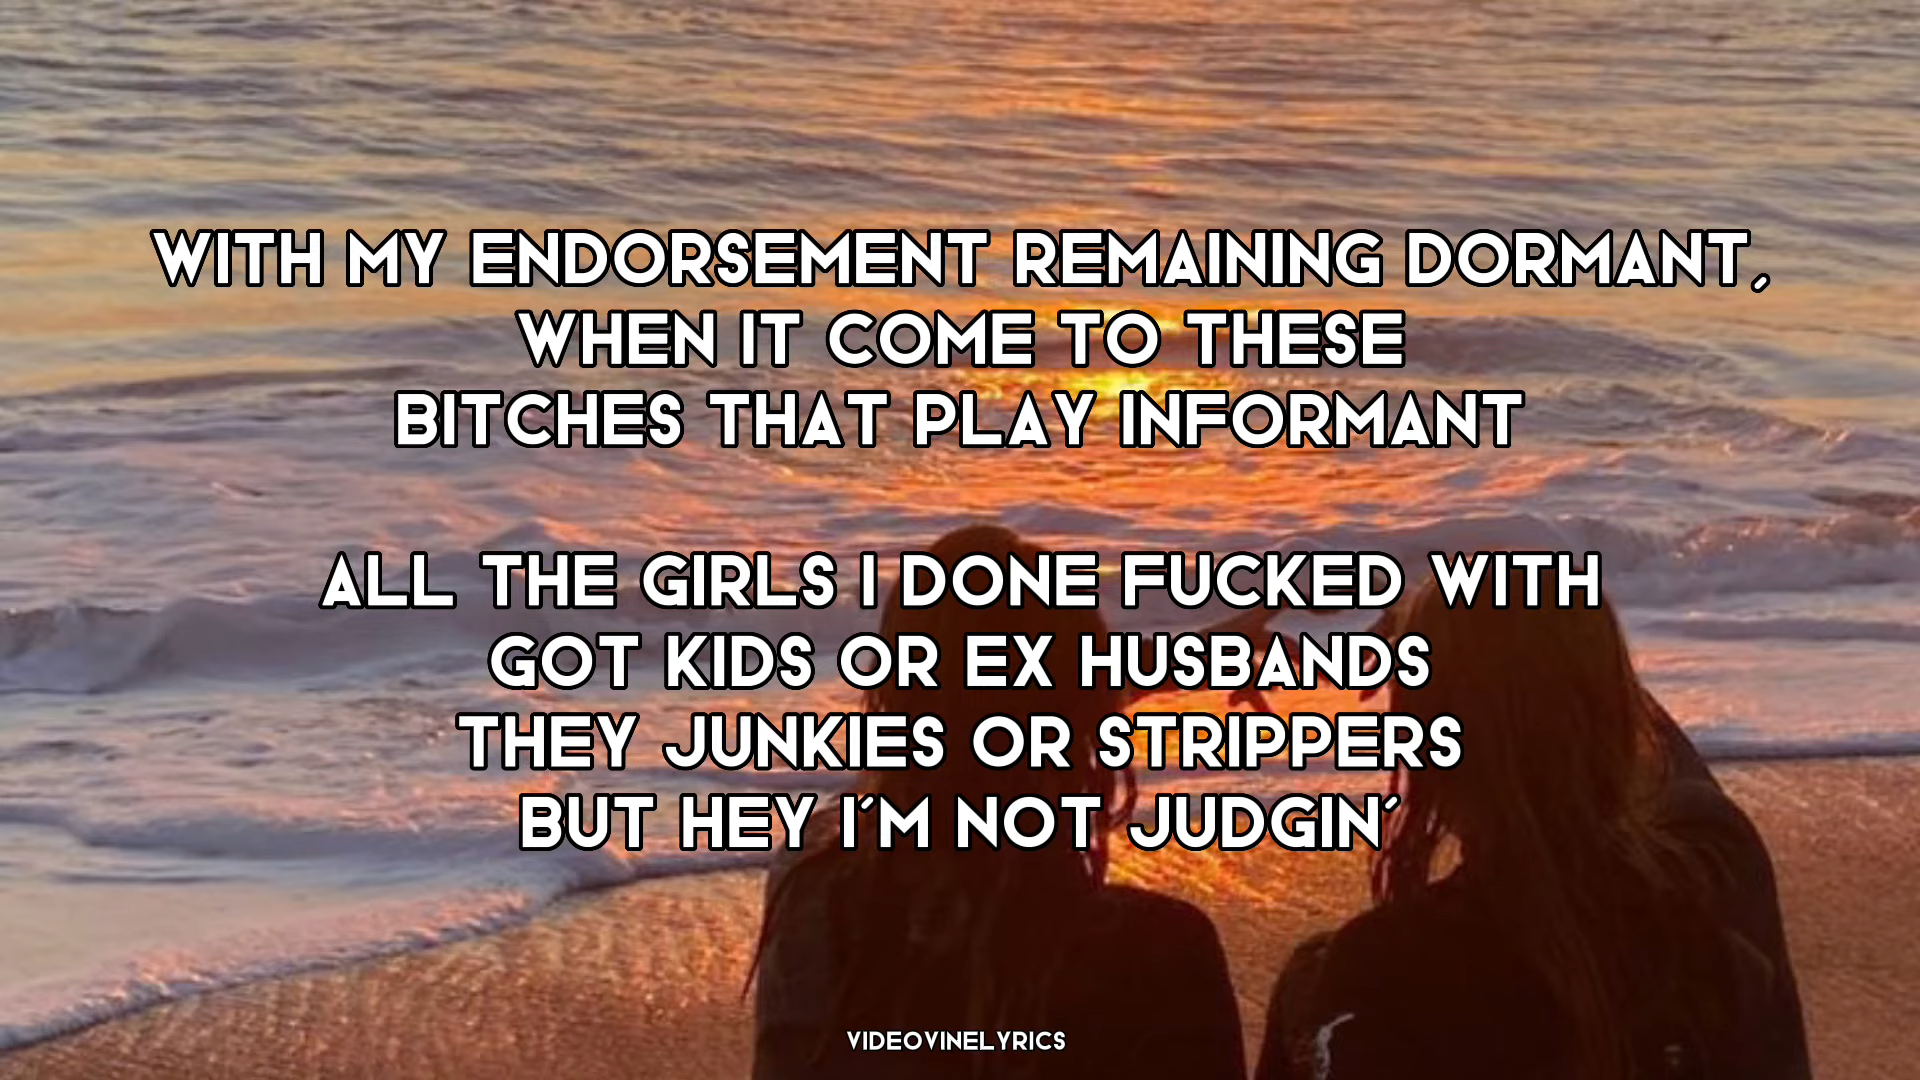 WITH MY ENDORSEMENT REMAINING DORMANT,
WHEN IT COME TO THESE
BITCHES THAT PLAY INFORMANT
ALL THE GIRLS I DONE FUCKED WITH
GOT KIDS OR EX HUSBANDS
THEY JUNKIES OR STRIPPERS
BUT HEY I'M NOT JUDGIN'
VIDEOVINELYRICS